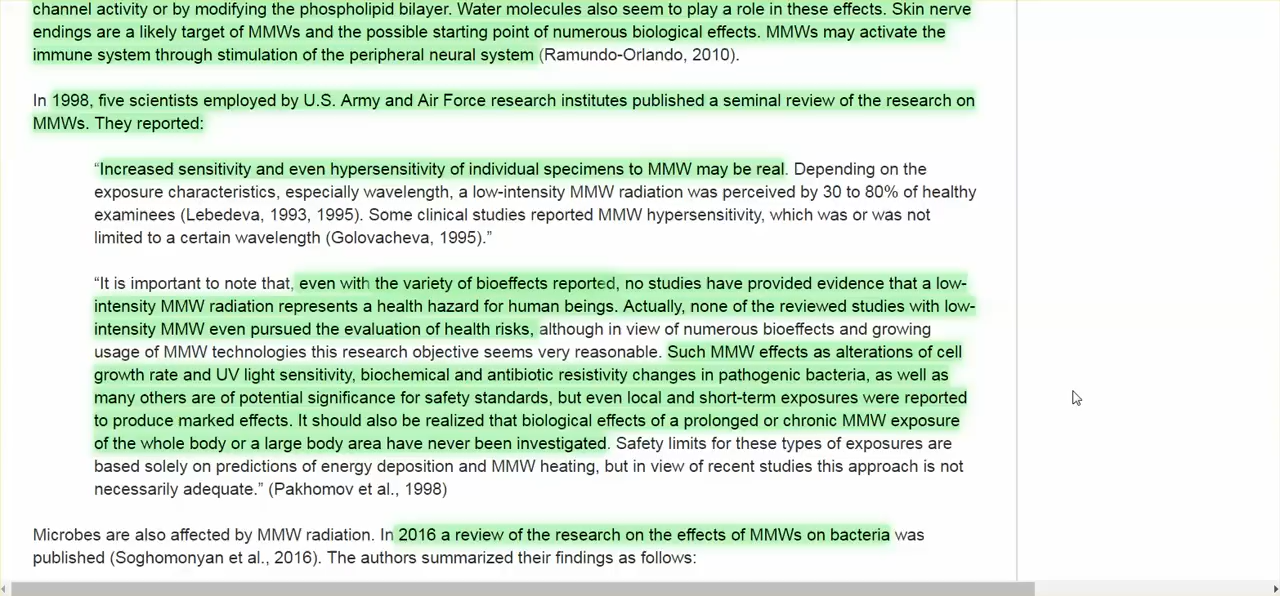 channel activity or by modifying the phospholipid bilayer. Water molecules also seem to play a role in these effects. Skin nerve
endings are a likely target of MMWs and the possible starting point of numerous biological effects. MMWs may activate the
immune system through stimulation of the peripheral neural system (Ramundo-Orlando, 2010).
In 1998, five scientists employed by U.S. Army and Air Force research institutes published a seminal review of the research on
MMWs. They reported:
“Increased sensitivity and even hypersensitivity of individual specimens to MMW may be real. Depending on the
exposure characteristics, especially wavelength, a low-intensity MMW radiation was perceived by 30 to 80% of healthy
examinees (Lebedeva, 1993, 1995). Some clinical studies reported MMW hypersensitivity, which was or was not
limited to a certain wavelength (Golovacheva, 1995).”
“It is important to note that, even with the variety of bioeffects reported, no studies have provided evidence that a low-
intensity MMW radiation represents a health hazard for human beings. Actually, none of the reviewed studies with low-
intensity MMW even pursued the evaluation of health risks, although in view of numerous bioeffects and growing
usage of MMW technologies this research objective seems very reasonable. Such MMW effects as alterations of cell
growth rate and UV light sensitivity, biochemical and antibiotic resistivity changes in pathogenic bacteria, as well as
many others are of potential significance for safety standards, but even local and short-term exposures were reported
to produce marked effects. It should also be realized that biological effects of a prolonged or chronic MMW exposure
of the whole body or a large body area have never been investigated. Safety limits for these types of exposures are
based solely on predictions of energy deposition and MMW heating, but in view of recent studies this approach is not
necessarily adequate.” (Pakhomov et al., 1998)
Microbes are also affected by MMW radiation. In 2016 a review of the research on the effects of MMWs on bacteria was
published (Soghomonyan et al., 2016). The authors summarized their findings as follows: